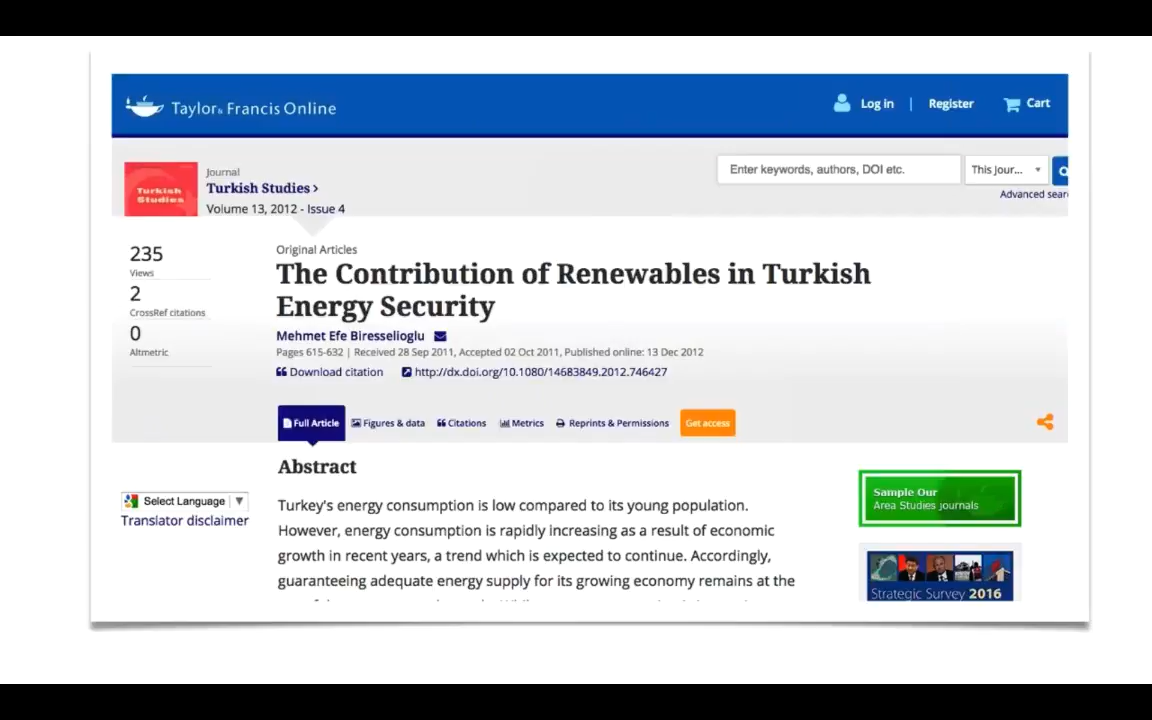 Taylor & Francis Online
Log in | Register Cart
Turkish
Studies
Journal
Turkish Studies ›
Volume 13, 2012 - Issue 4
Enter keywords, authors, DOI etc.
This Jour...
Advanced sear
235
Views
2
CrossRef citations
0
Altmetric
Original Articles
The Contribution of Renewables in Turkish
Energy Security
Mehmet Efe Biresselioglu
Pages 615-632 | Received 28 Sep 2011, Accepted 02 Oct 2011, Published online: 13 Dec 2012
Download citation http://dx.doi.org/10.1080/14683849.2012.746427
Full Article Figures & data Citations Metrics Reprints & Permissions Get access
Select Language
Translator disclaimer
Abstract
Turkey's energy consumption is low compared to its young population.
However, energy consumption is rapidly increasing as a result of economic
growth in recent years, a trend which is expected to continue. Accordingly,
guaranteeing adequate energy supply for its growing economy remains at the
Sample Our
Area Studies journals
Strategic Survey 2016